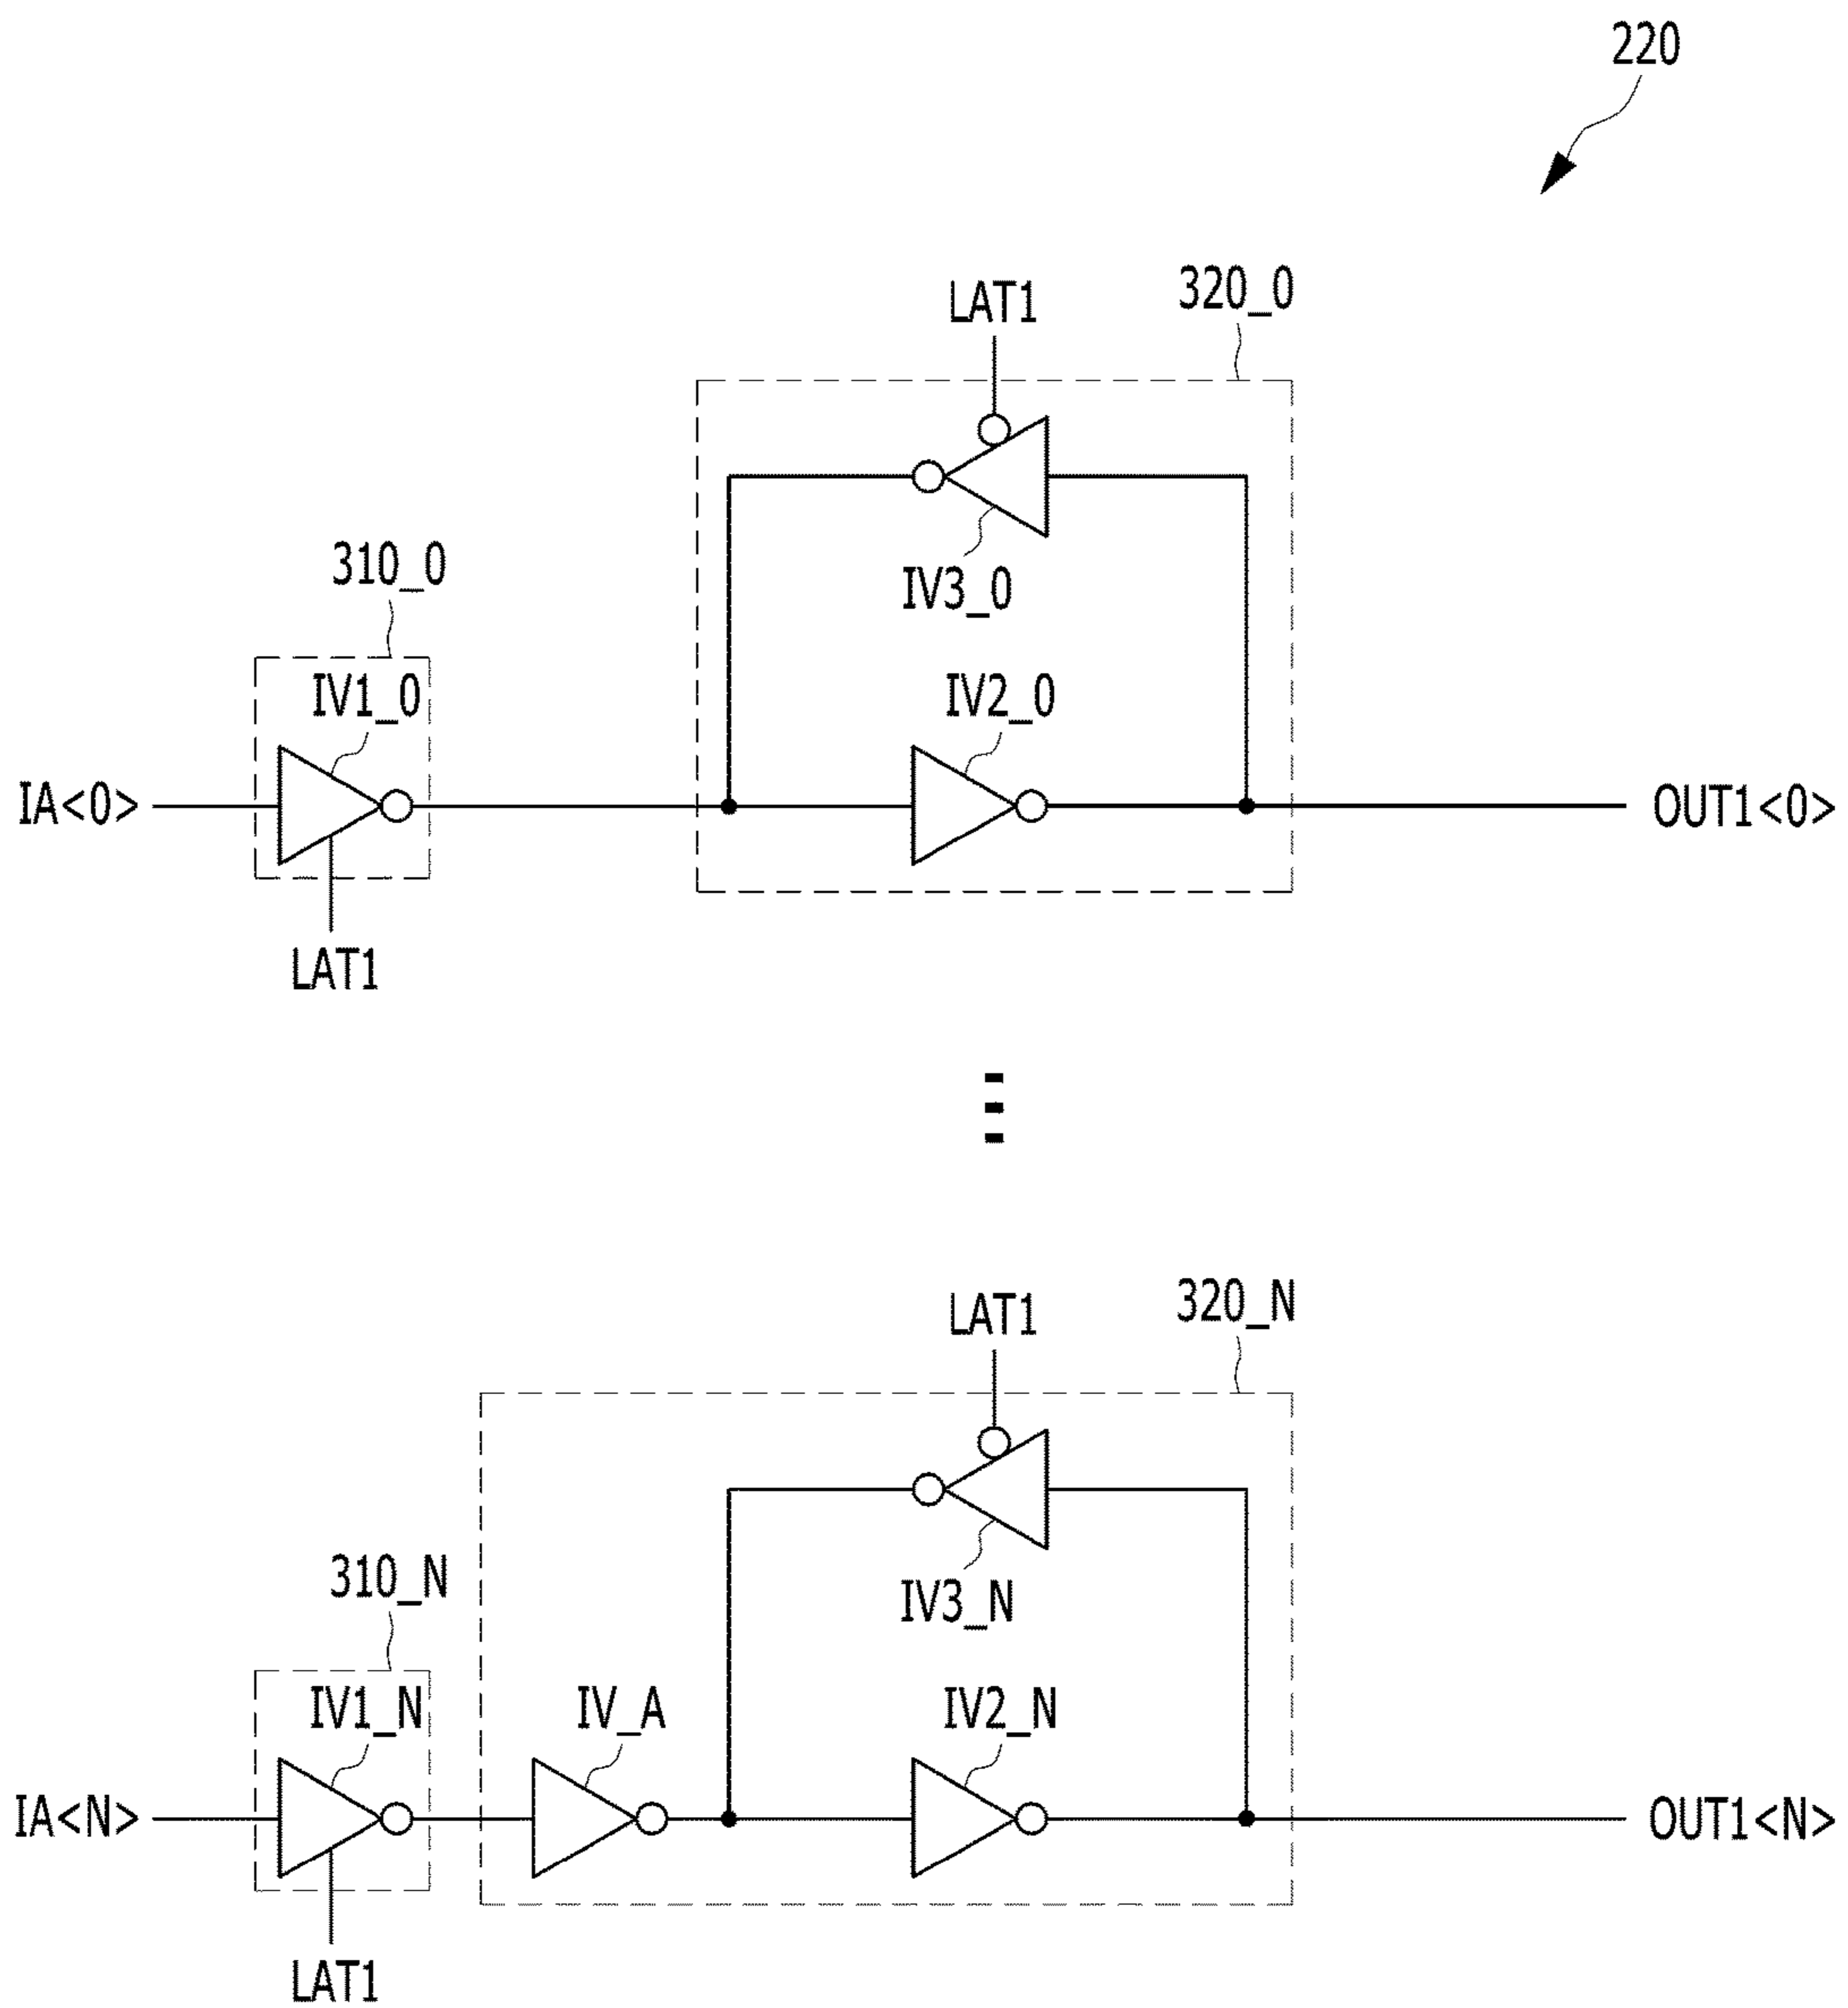 220
LAT1
320_0
IV3_0
310_0
IV1_0
IV2_0
IA<0>
OUT1<0>
LAT1
LAT1
320_N
IV3_N
310_N
IV1_N
IV_A
IV2_N
IA<N>
OUT1<N>
LAT1